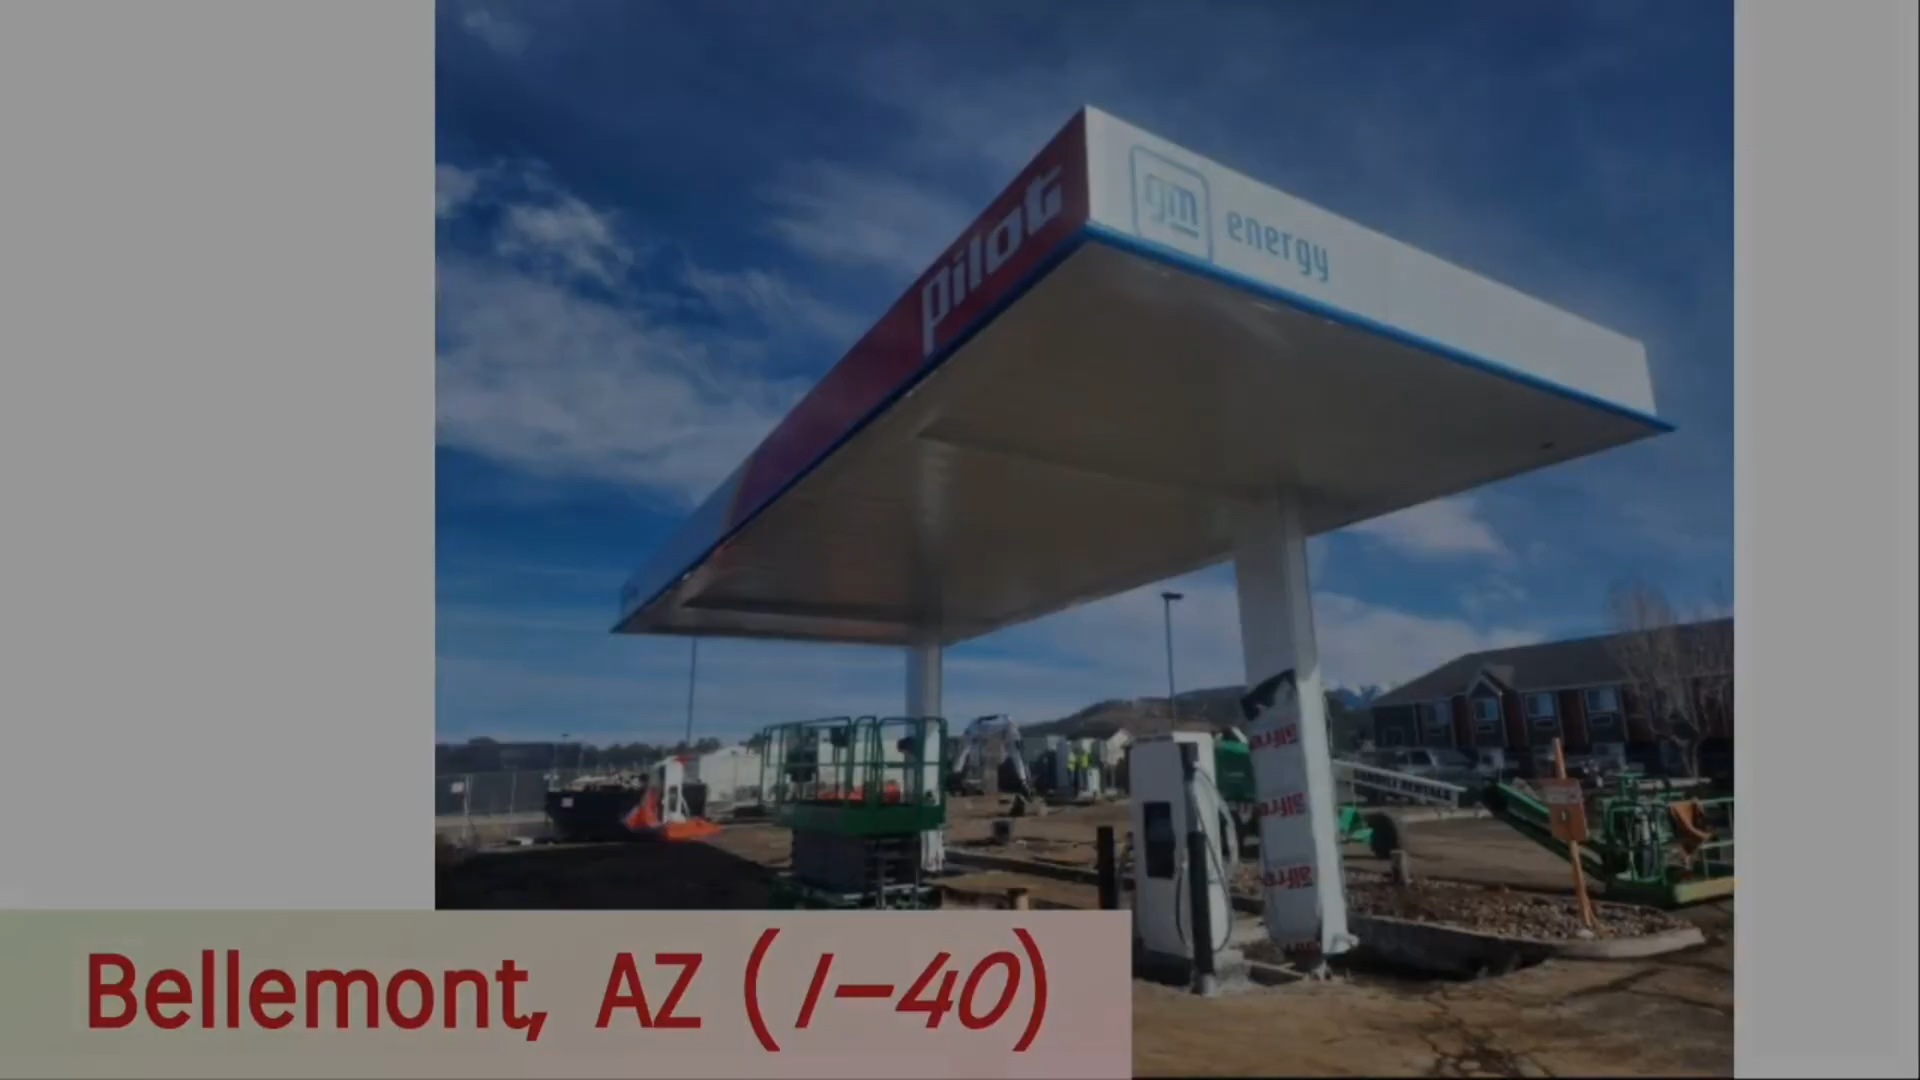 pilot
gm
energy
Bellemont, AZ (I-40)